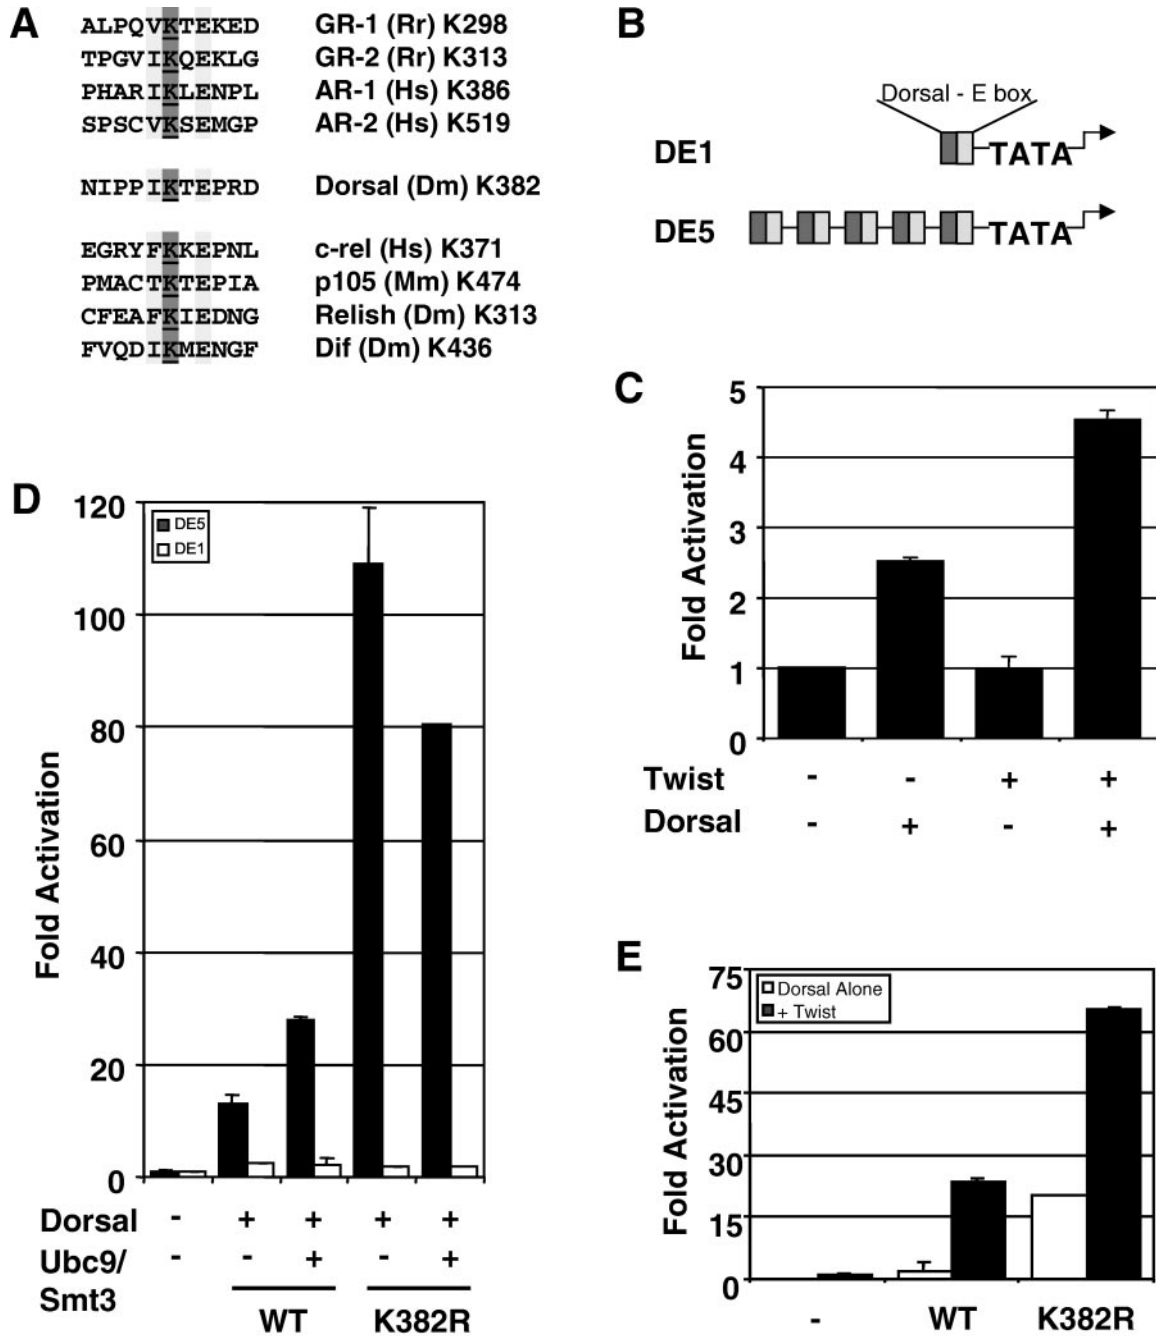 A
ALPQVKTEKED GR-1 (Rr) K298
TPGVIKQEKLG GR-2 (Rr) K313
PHARIKLENPL AR-1 (Hs) K386
SPSCVKSEMGP AR-2 (Hs) K519
NIPPIKTEPRD Dorsal (Dm) K382
EGRYFKKEPNL c-rel (Hs) K371
PMACTKTEPIA p105 (Mm) K474
CFEAFKIEDNG Relish (Dm) K313
FVQDIKMENGF Dif (Dm) K436
B
Dorsal - E box
DE1 TATA
DE5 TATA
C
Fold Activation
5
4
3
2
1
0
Twist - - + +
Dorsal - + - +
D
Fold Activation
120
100
80
60
40
20
0
DE5
DE1
Dorsal - + + + +
Ubc9/ - - + - +
Smt3
WT K382R
E
Fold Activation
75
60
45
30
15
0
Dorsal Alone
+ Twist
- WT K382R